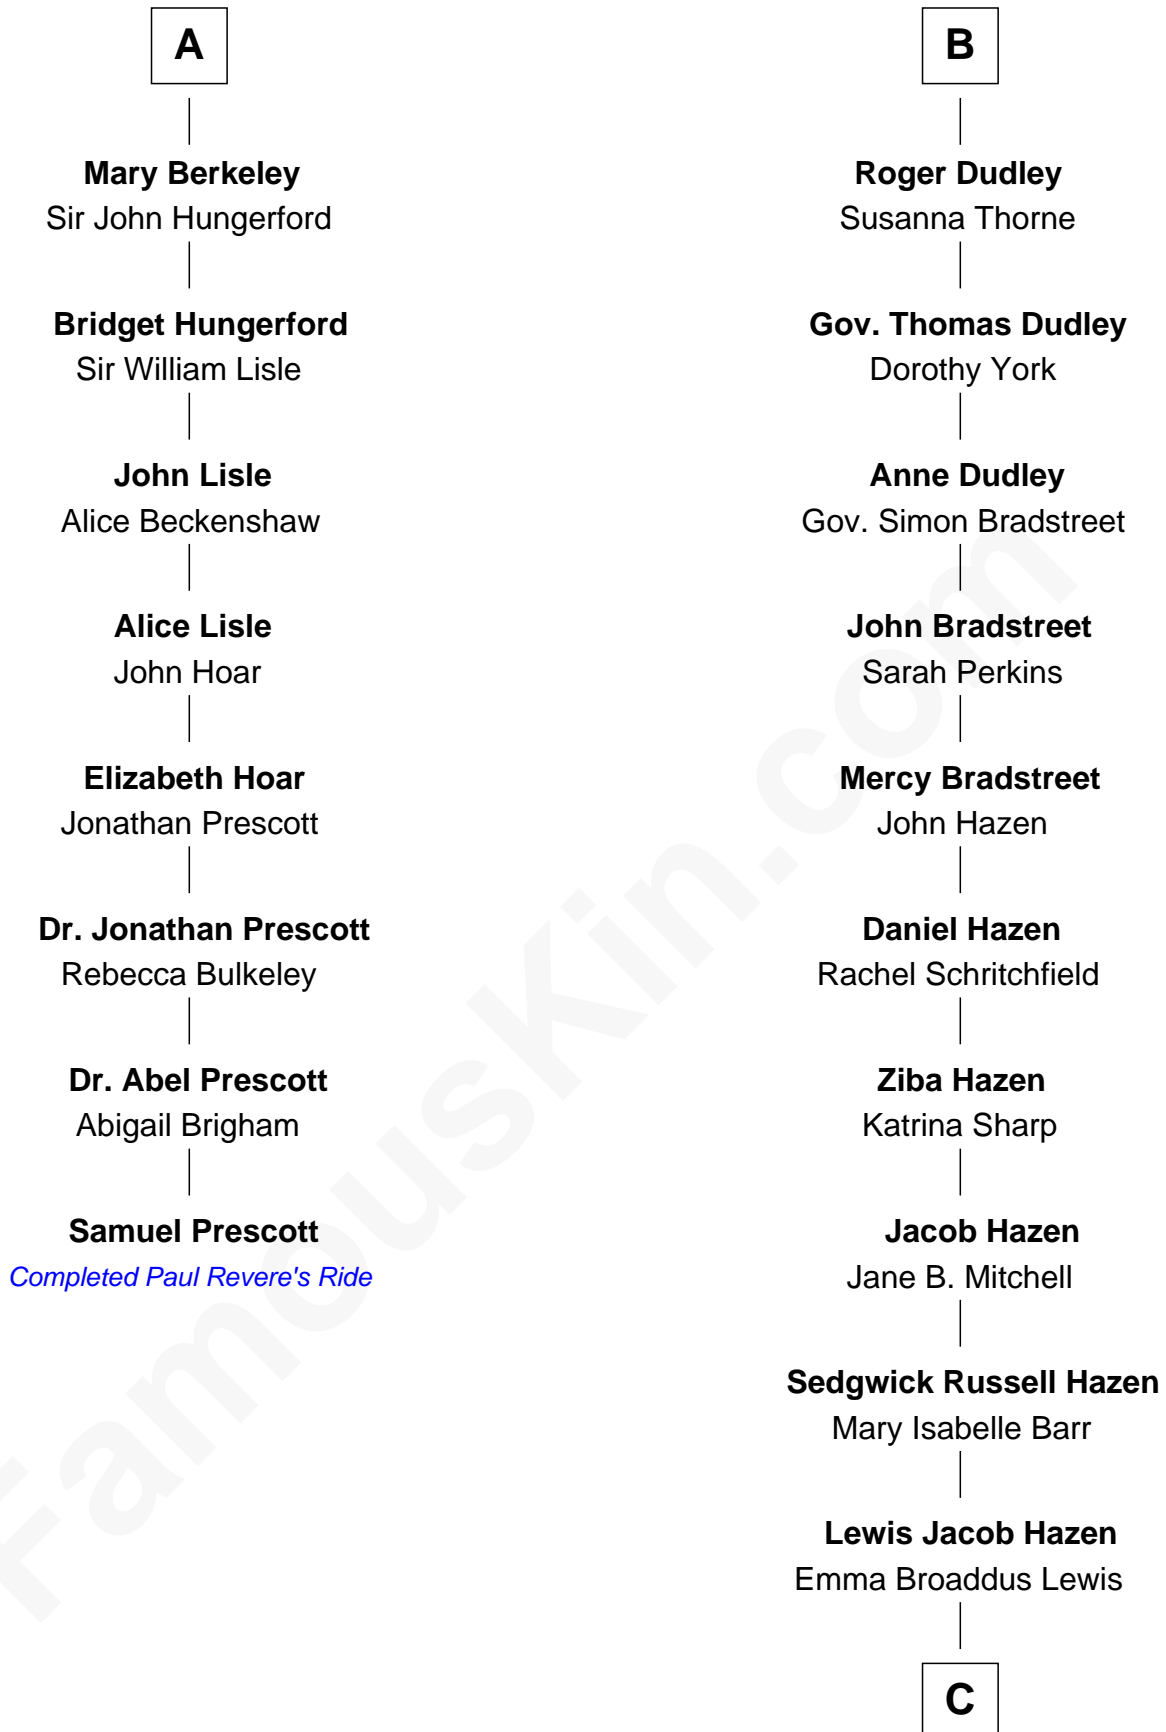 A
Mary Berkeley
Sir John Hungerford
Bridget Hungerford
Sir William Lisle
John Lisle
Alice Beckenshaw
Alice Lisle
John Hoar
Elizabeth Hoar
Jonathan Prescott
Dr. Jonathan Prescott
Rebecca Bulkeley
Dr. Abel Prescott
Abigail Brigham
Samuel Prescott
Completed Paul Revere's Ride
B
Roger Dudley
Susanna Thorne
Gov. Thomas Dudley
Dorothy York
Anne Dudley
Gov. Simon Bradstreet
John Bradstreet
Sarah Perkins
Mercy Bradstreet
John Hazen
Daniel Hazen
Rachel Schritchfield
Ziba Hazen
Katrina Sharp
Jacob Hazen
Jane B. Mitchell
Sedgwick Russell Hazen
Mary Isabelle Barr
Lewis Jacob Hazen
Emma Broaddus Lewis
C
FamousKin.com